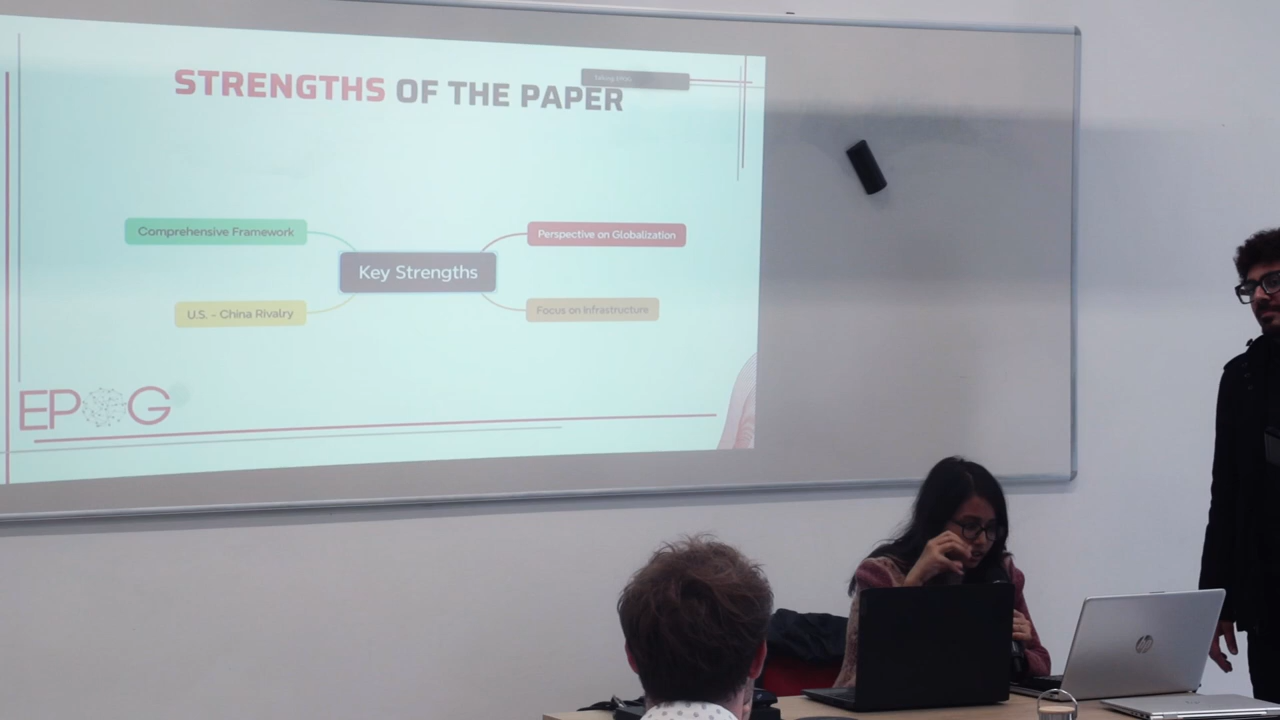 STRENGTHS OF THE PAPER
Comprehensive Framework
Perspective on Globalization
Key Strengths
U.S. - China Rivalry
Focus on Infrastructure
EPOG
hp